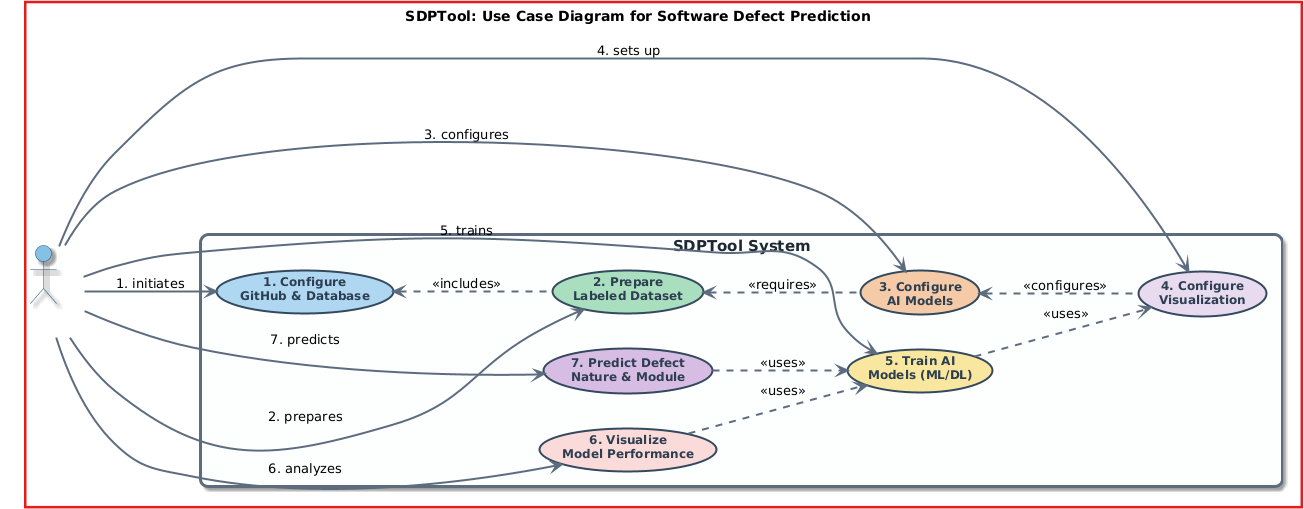 SDPTool: Use Case Diagram for Software Defect Prediction
4. sets up
3. configures
5. trains
SDPTool System
1. initiates
1. Configure
GitHub & Database
«includes»
2. Prepare
Labeled Dataset
«requires»
3. Configure
AI Models
«configures»
4. Configure
Visualization
«uses»
7. predicts
7. Predict Defect
Nature & Module
«uses»
5. Train AI
Models (ML/DL)
«uses»
2. prepares
6. Visualize
Model Performance
6. analyzes